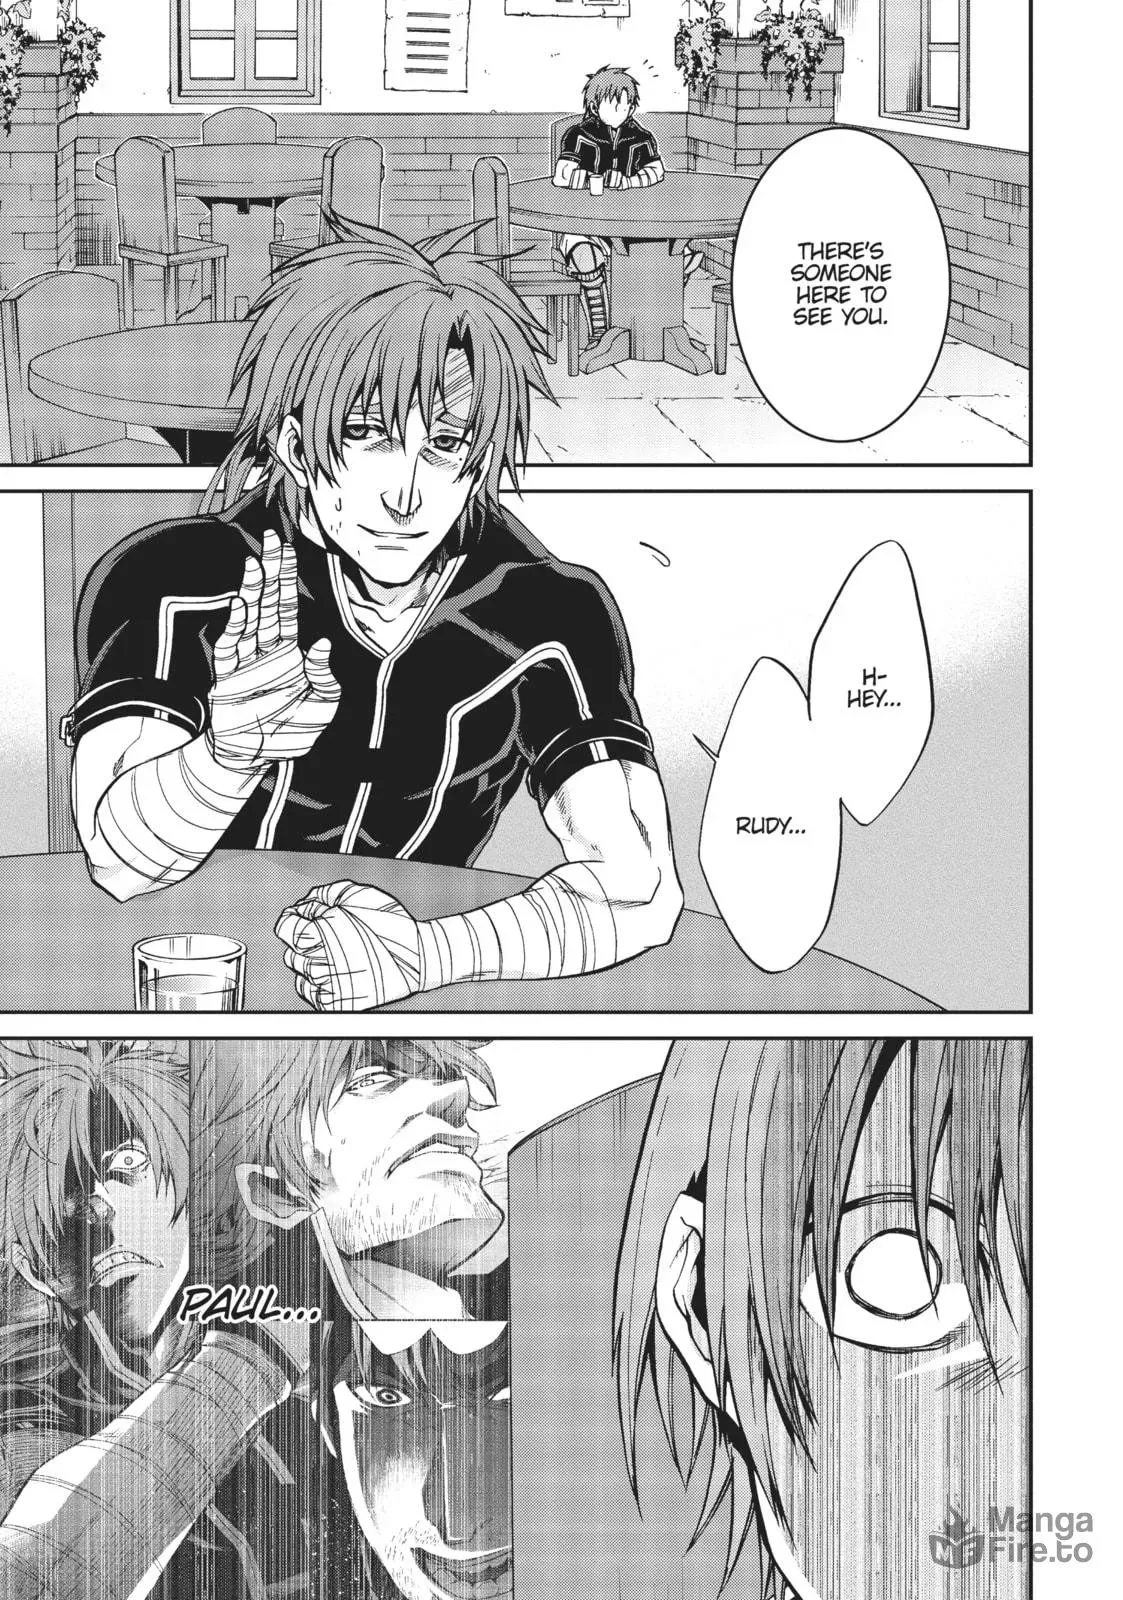 THERE'S
SOMEONE
HERE TO
SEE YOU.
H-
HEY...
RUDY...
PAUL...
Manga
Fire.to